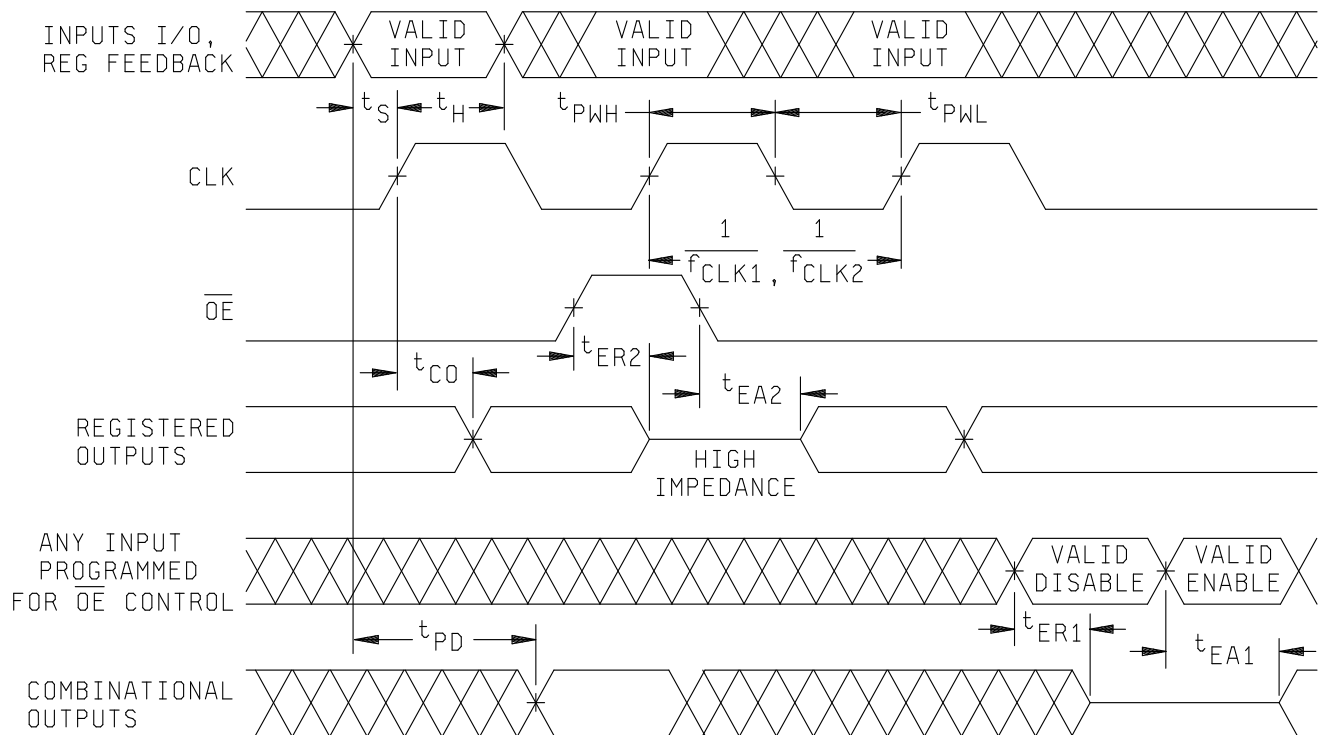 INPUTS I/O,
REG FEEDBACK
VALID
INPUT
VALID
INPUT
VALID
INPUT
tS
tH
tPWH
tPWL
CLK
1
fCLK1
,
1
fCLK2
OE
tCO
tER2
tEA2
REGISTERED
OUTPUTS
HIGH
IMPEDANCE
ANY INPUT
PROGRAMMED
FOR OE CONTROL
VALID
DISABLE
VALID
ENABLE
tPD
tER1
tEA1
COMBINATIONAL
OUTPUTS